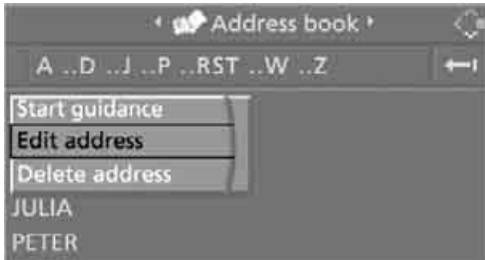 Address book
A ..D ..J ..P ..RST ..W ..Z
Start guidance
Edit address
Delete address
JULIA
PETER